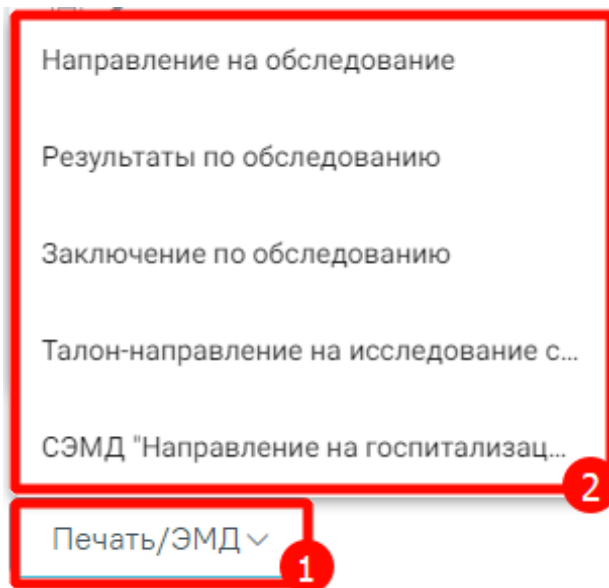 Направление на обследование
Результаты по обследованию
Заключение по обследованию
Талон-направление на исследование с...
СЭМД "Направление на госпитализац...
2
Печать/ЭМД
1